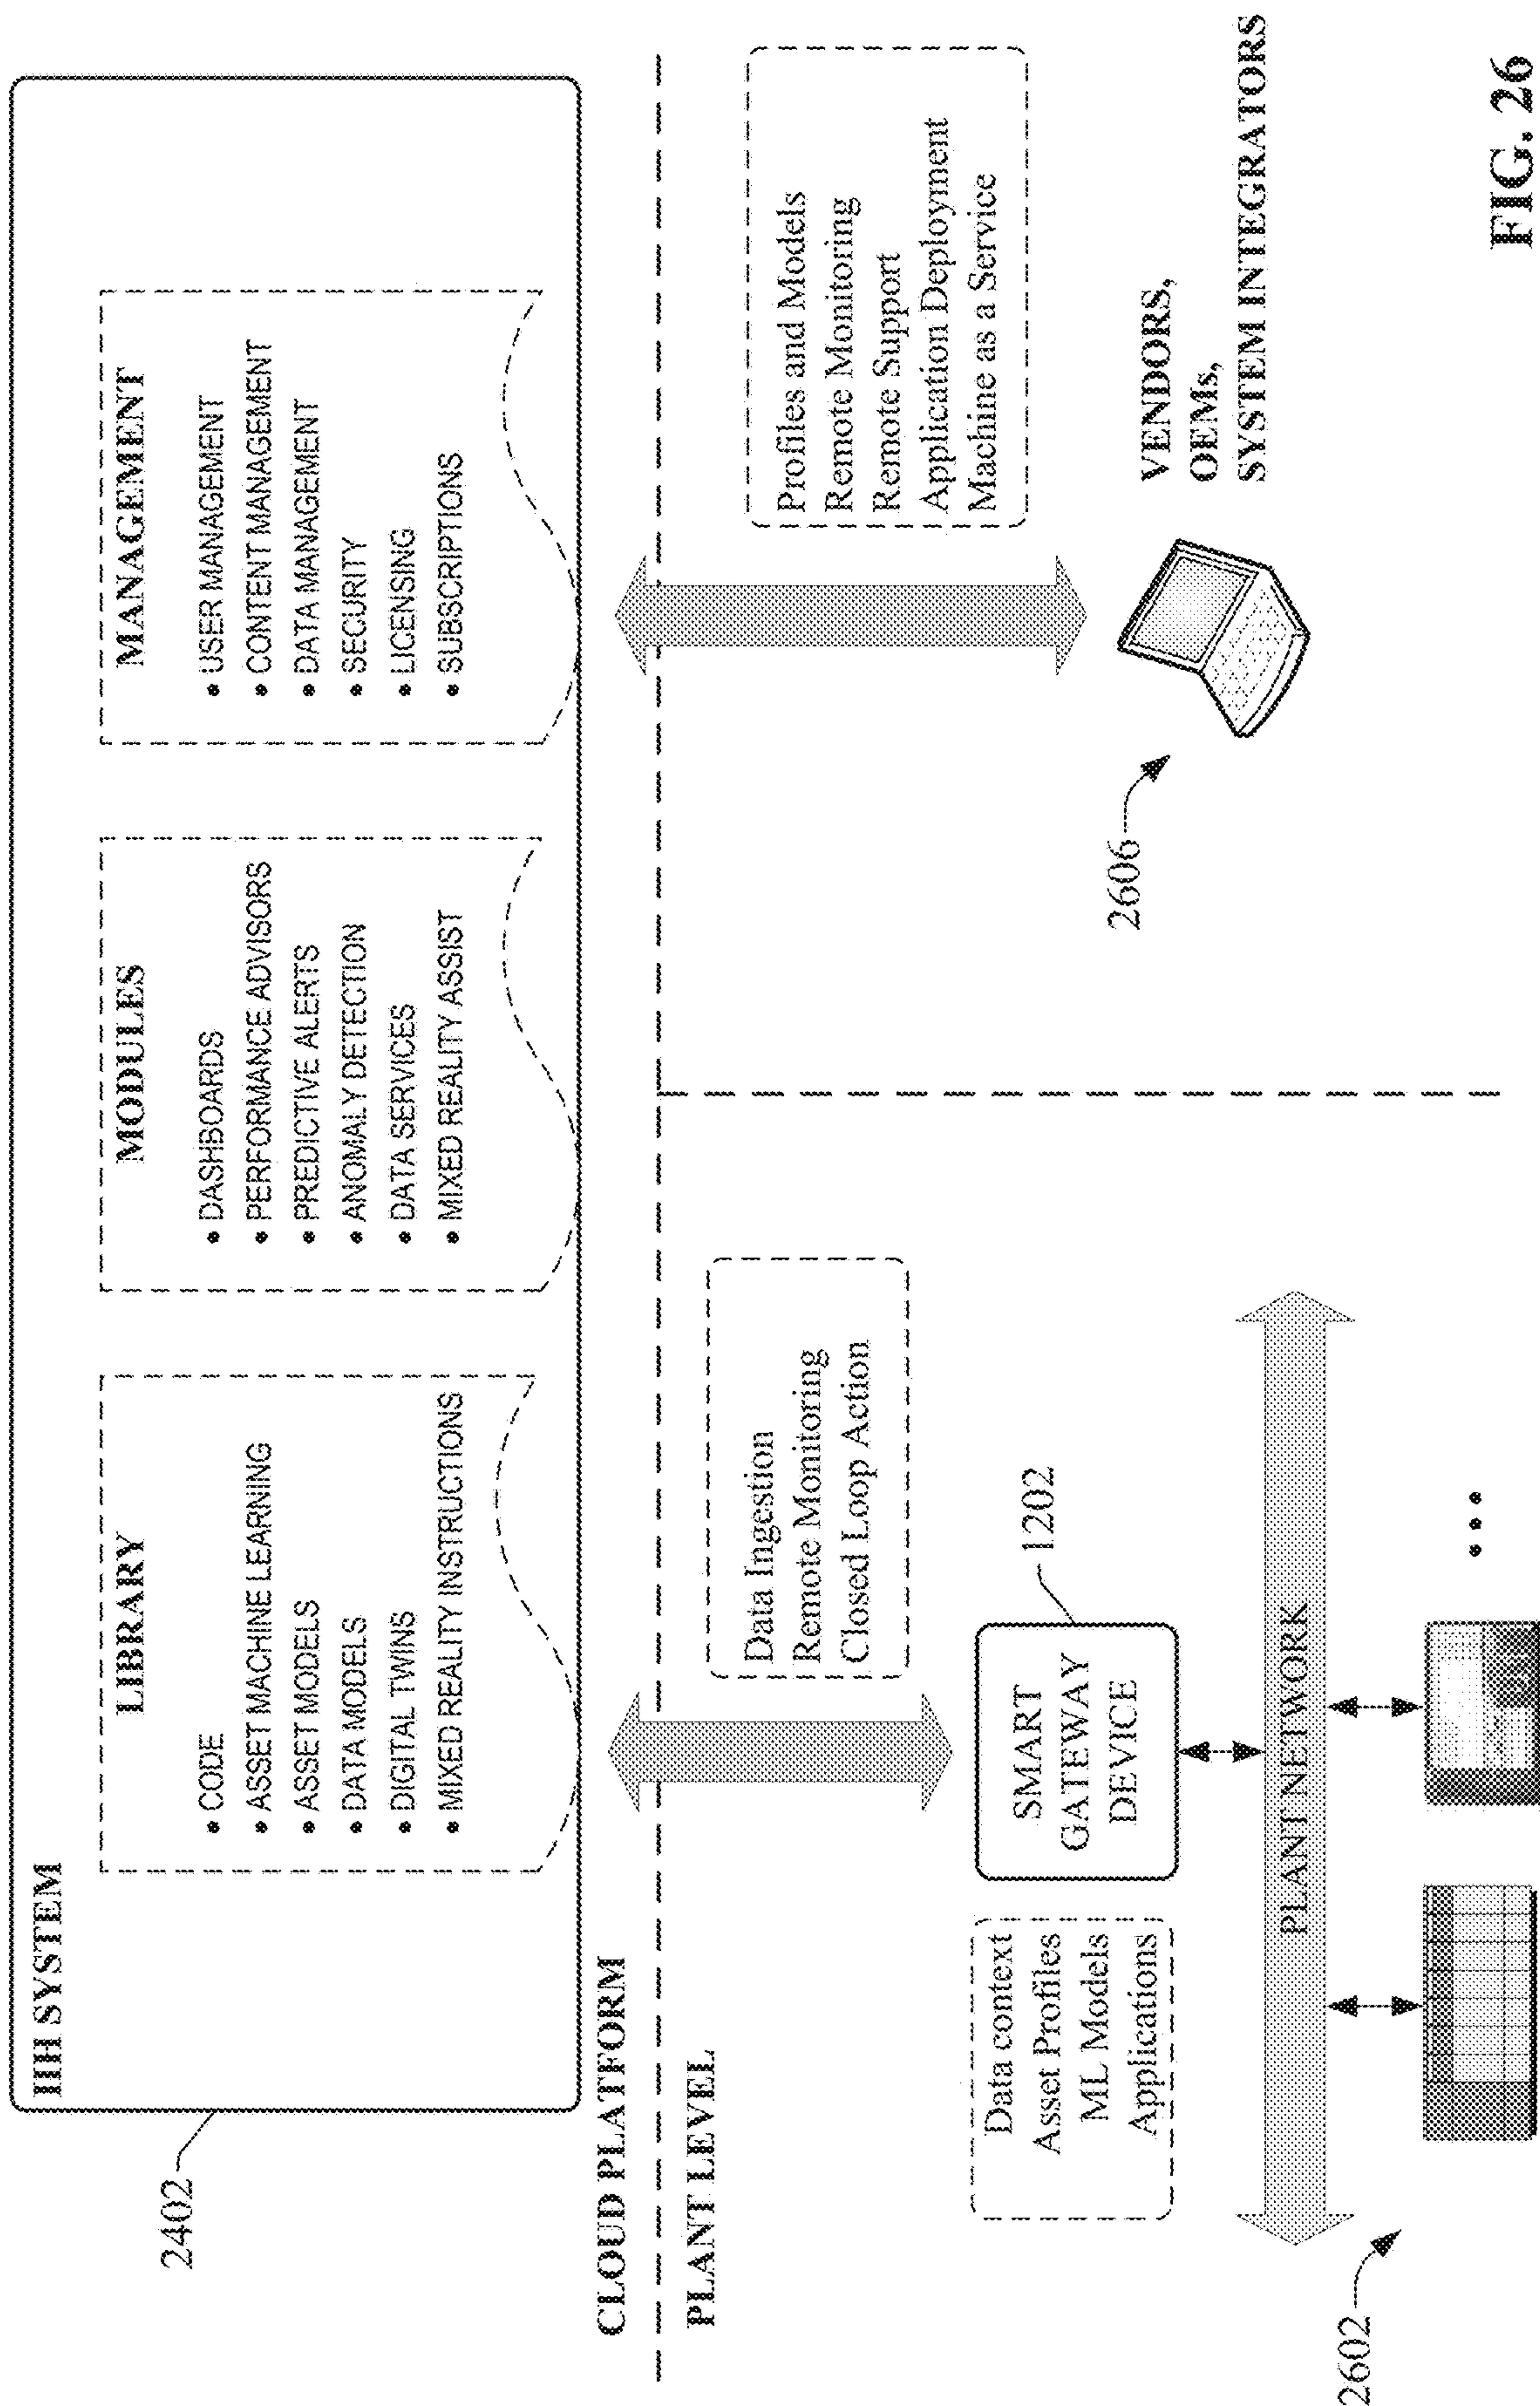 IIH SYSTEM
2402
LIBRARY
• CODE
• ASSET MACHINE LEARNING
• ASSET MODELS
• DATA MODELS
• DIGITAL TWINS
• MIXED REALITY INSTRUCTIONS
MODULES
• DASHBOARDS
• PERFORMANCE ADVISORS
• PREDICTIVE ALERTS
• ANOMALY DETECTION
• DATA SERVICES
• MIXED REALITY ASSIST
MANAGEMENT
• USER MANAGEMENT
• CONTENT MANAGEMENT
• DATA MANAGEMENT
• SECURITY
• LICENSING
• SUBSCRIPTIONS
CLOUD PLATFORM
PLANT LEVEL
Data Ingestion
Remote Monitoring
Closed Loop Action
Data context
Asset Profiles
ML Models
Applications
SMART
GATEWAY
DEVICE
1202
PLANT NETWORK
2602
Profiles and Models
Remote Monitoring
Remote Support
Application Deployment
Machine as a Service
2606
VENDORS,
OEMs,
SYSTEM INTEGRATORS
FIG. 26